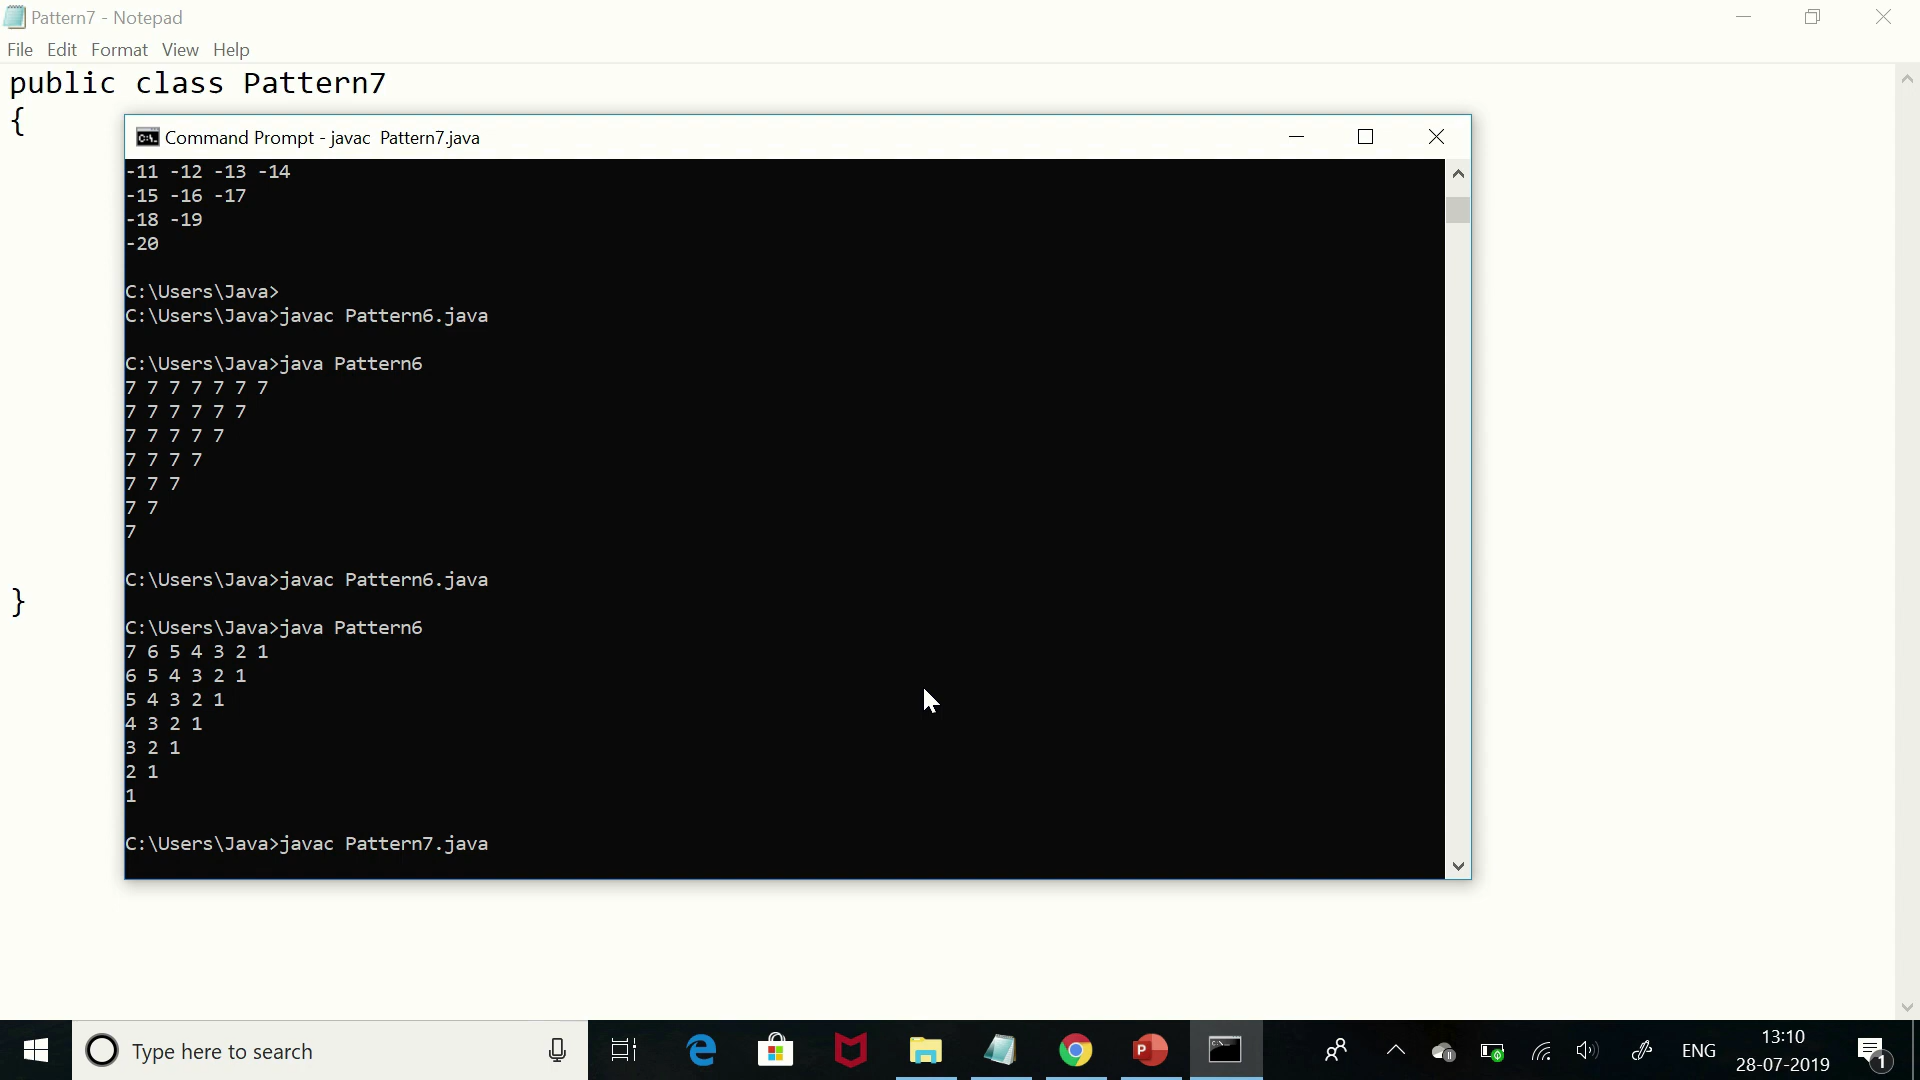 Pattern7 - Notepad
File Edit Format View Help
public class Pattern7
{
Command Prompt - javac  Pattern7.java
-11 -12 -13 -14
-15 -16 -17
-18 -19
-20
C:\Users\Java>
C:\Users\Java>javac Pattern6.java
C:\Users\Java>java Pattern6
7 7 7 7 7 7 7
7 7 7 7 7 7
7 7 7 7 7
7 7 7 7
7 7 7
7 7
7
C:\Users\Java>javac Pattern6.java
}
C:\Users\Java>java Pattern6
7 6 5 4 3 2 1
6 5 4 3 2 1
5 4 3 2 1
4 3 2 1
3 2 1
2 1
1
C:\Users\Java>javac Pattern7.java
Type here to search
ENG
13:10
28-07-2019
1